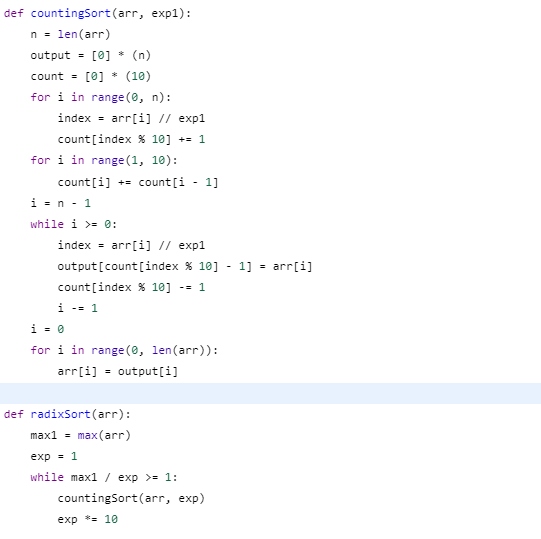 def countingSort(arr, exp1):
    n = len(arr)
    output = [0] * (n)
    count = [0] * (10)
    for i in range(0, n):
        index = arr[i] // exp1
        count[index % 10] += 1
    for i in range(1, 10):
        count[i] += count[i - 1]
    i = n - 1
    while i >= 0:
        index = arr[i] // exp1
        output[count[index % 10] - 1] = arr[i]
        count[index % 10] -= 1
        i -= 1
    i = 0
    for i in range(0, len(arr)):
        arr[i] = output[i]

def radixSort(arr):
    max1 = max(arr)
    exp = 1
    while max1 / exp >= 1:
        countingSort(arr, exp)
        exp *= 10